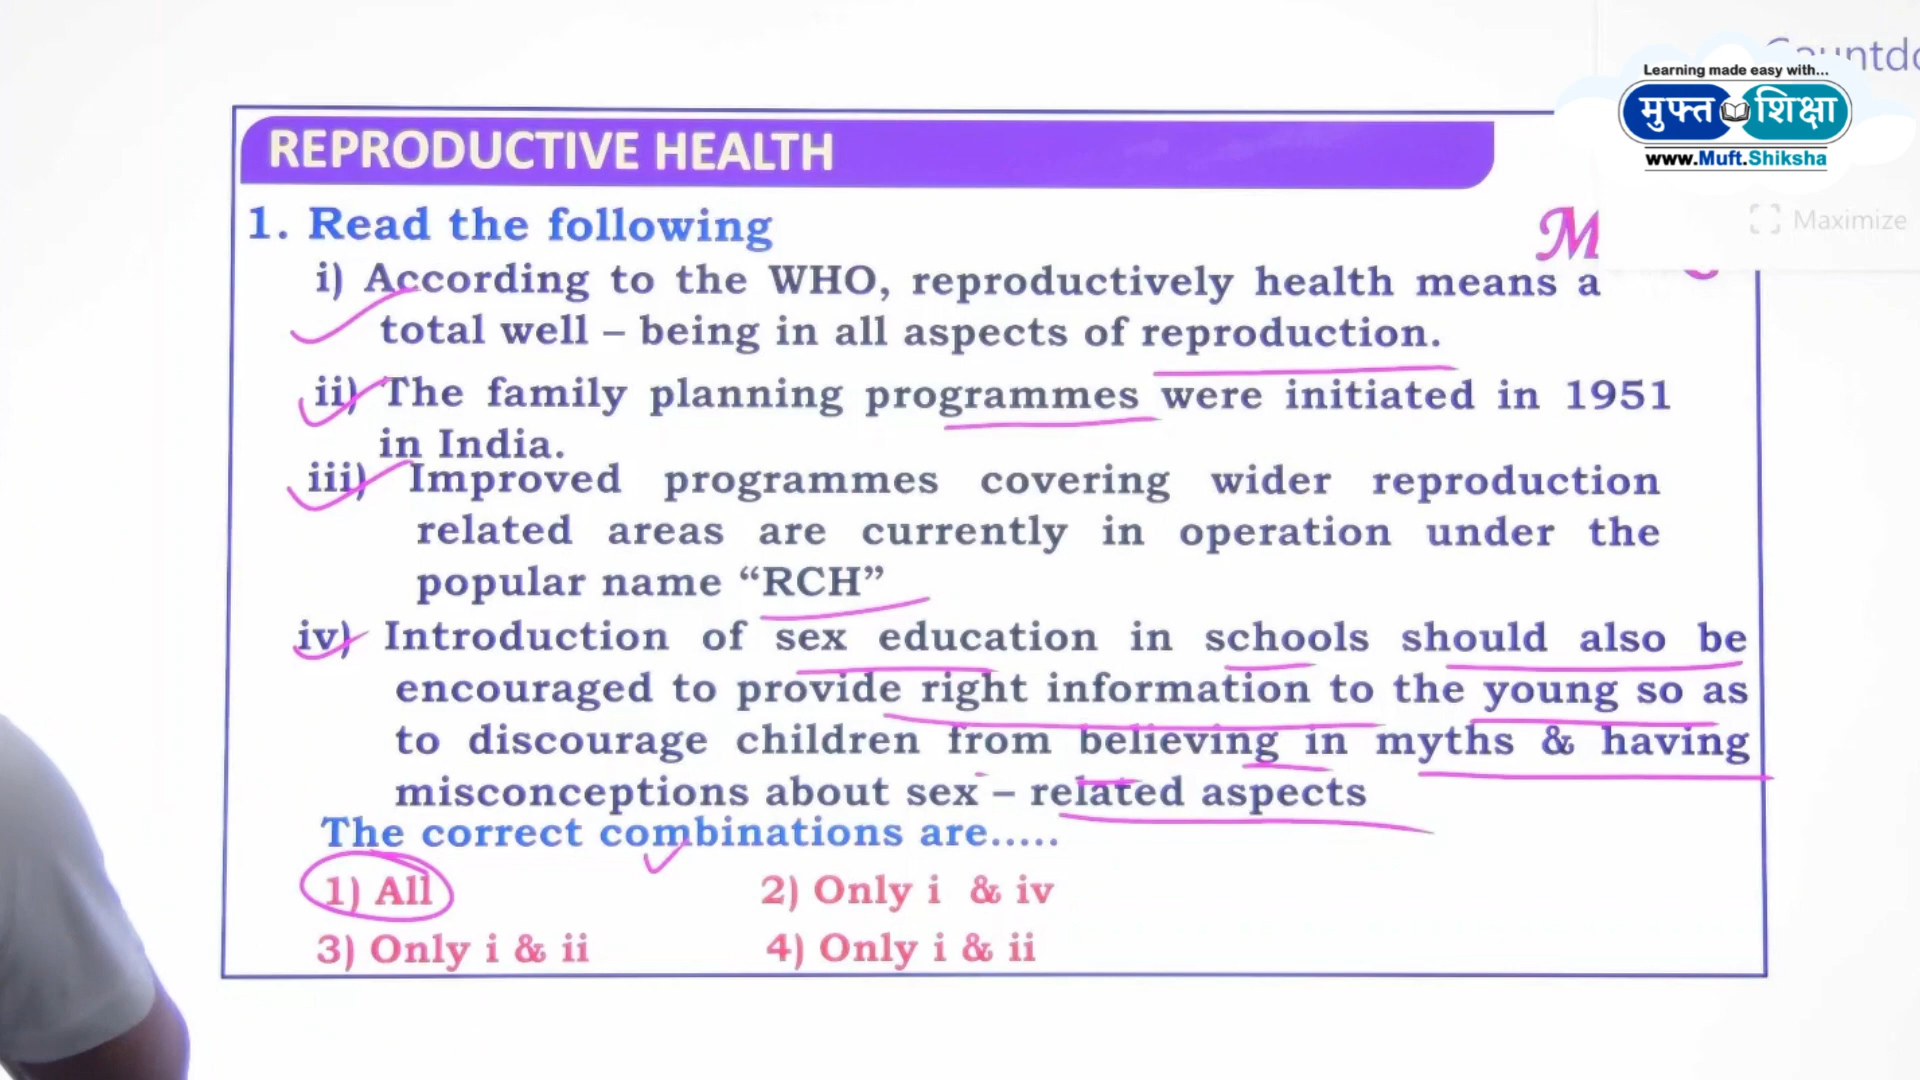 Countdo
Learning made easy with...
मुफ्त शिक्षा
www.Muft.Shiksha
Maximize
REPRODUCTIVE HEALTH
M
1. Read the following
i) According to the WHO, reproductively health means a
total well – being in all aspects of reproduction.
ii) The family planning programmes were initiated in 1951
in India.
iii) Improved programmes covering wider reproduction
related areas are currently in operation under the
popular name “RCH”
iv) Introduction of sex education in schools should also be
encouraged to provide right information to the young so as
to discourage children from believing in myths & having
misconceptions about sex – related aspects
The correct combinations are.....
1) All
2) Only i & iv
3) Only i & ii
4) Only i & ii